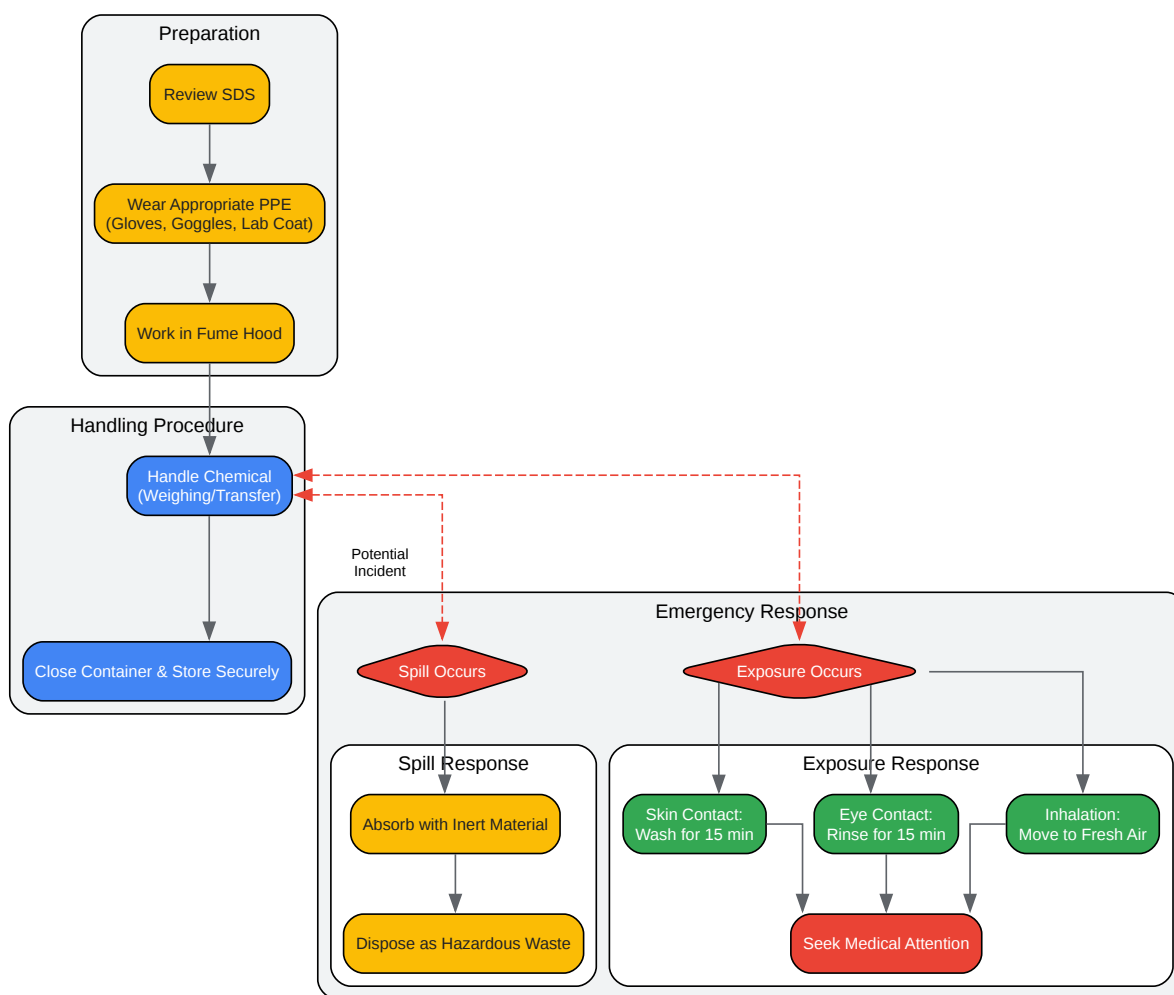 Preparation
Review SDS
Wear Appropriate PPE
(Gloves, Goggles, Lab Coat)
Work in Fume Hood
Handling Procedure
Handle Chemical
(Weighing/Transfer)
Potential
Incident
Close Container & Store Securely
Emergency Response
Spill Occurs
Exposure Occurs
Spill Response
Absorb with Inert Material
Dispose as Hazardous Waste
Exposure Response
Skin Contact:
Wash for 15 min
Eye Contact:
Rinse for 15 min
Inhalation:
Move to Fresh Air
Seek Medical Attention